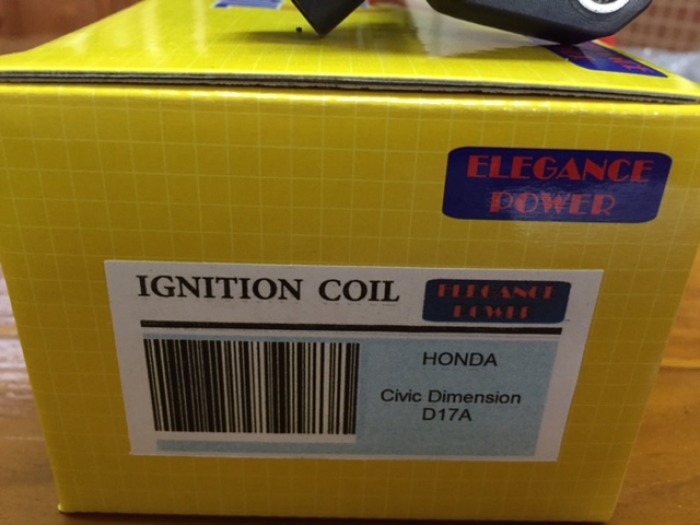 ELEGANCE
POWER
IGNITION COIL
ELEGANCE
POWER
HONDA
Civic Dimension
D17A